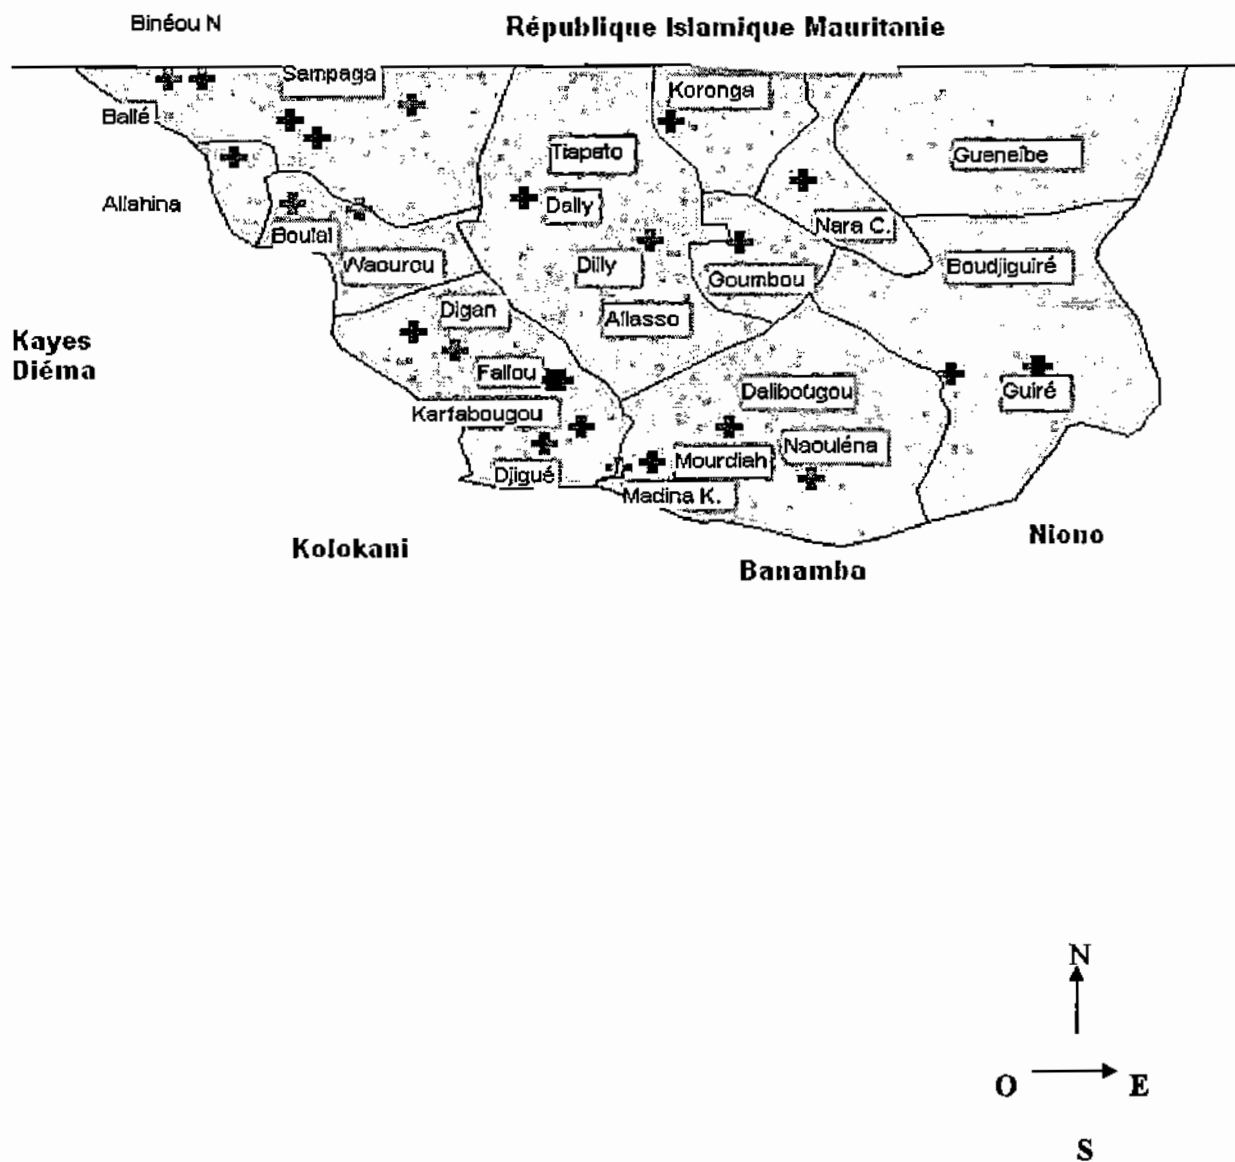 Binéou N
République Islamique Mauritanie
Sampaga
Koronga
Ballé
Tiapato
Gueneîbe
Allahina
Dally
Boulal
Nara C.
Waourou
Dilly
Goumbou
Boudjiguiré
Digan
Allasso
Kayes
Diéma
Fallou
Dalibougou
Guiré
Karfabougou
Naouléna
Djigué
Mourdiah
Madina K.
Kolokani
Niono
Banamba
N
O
E
S